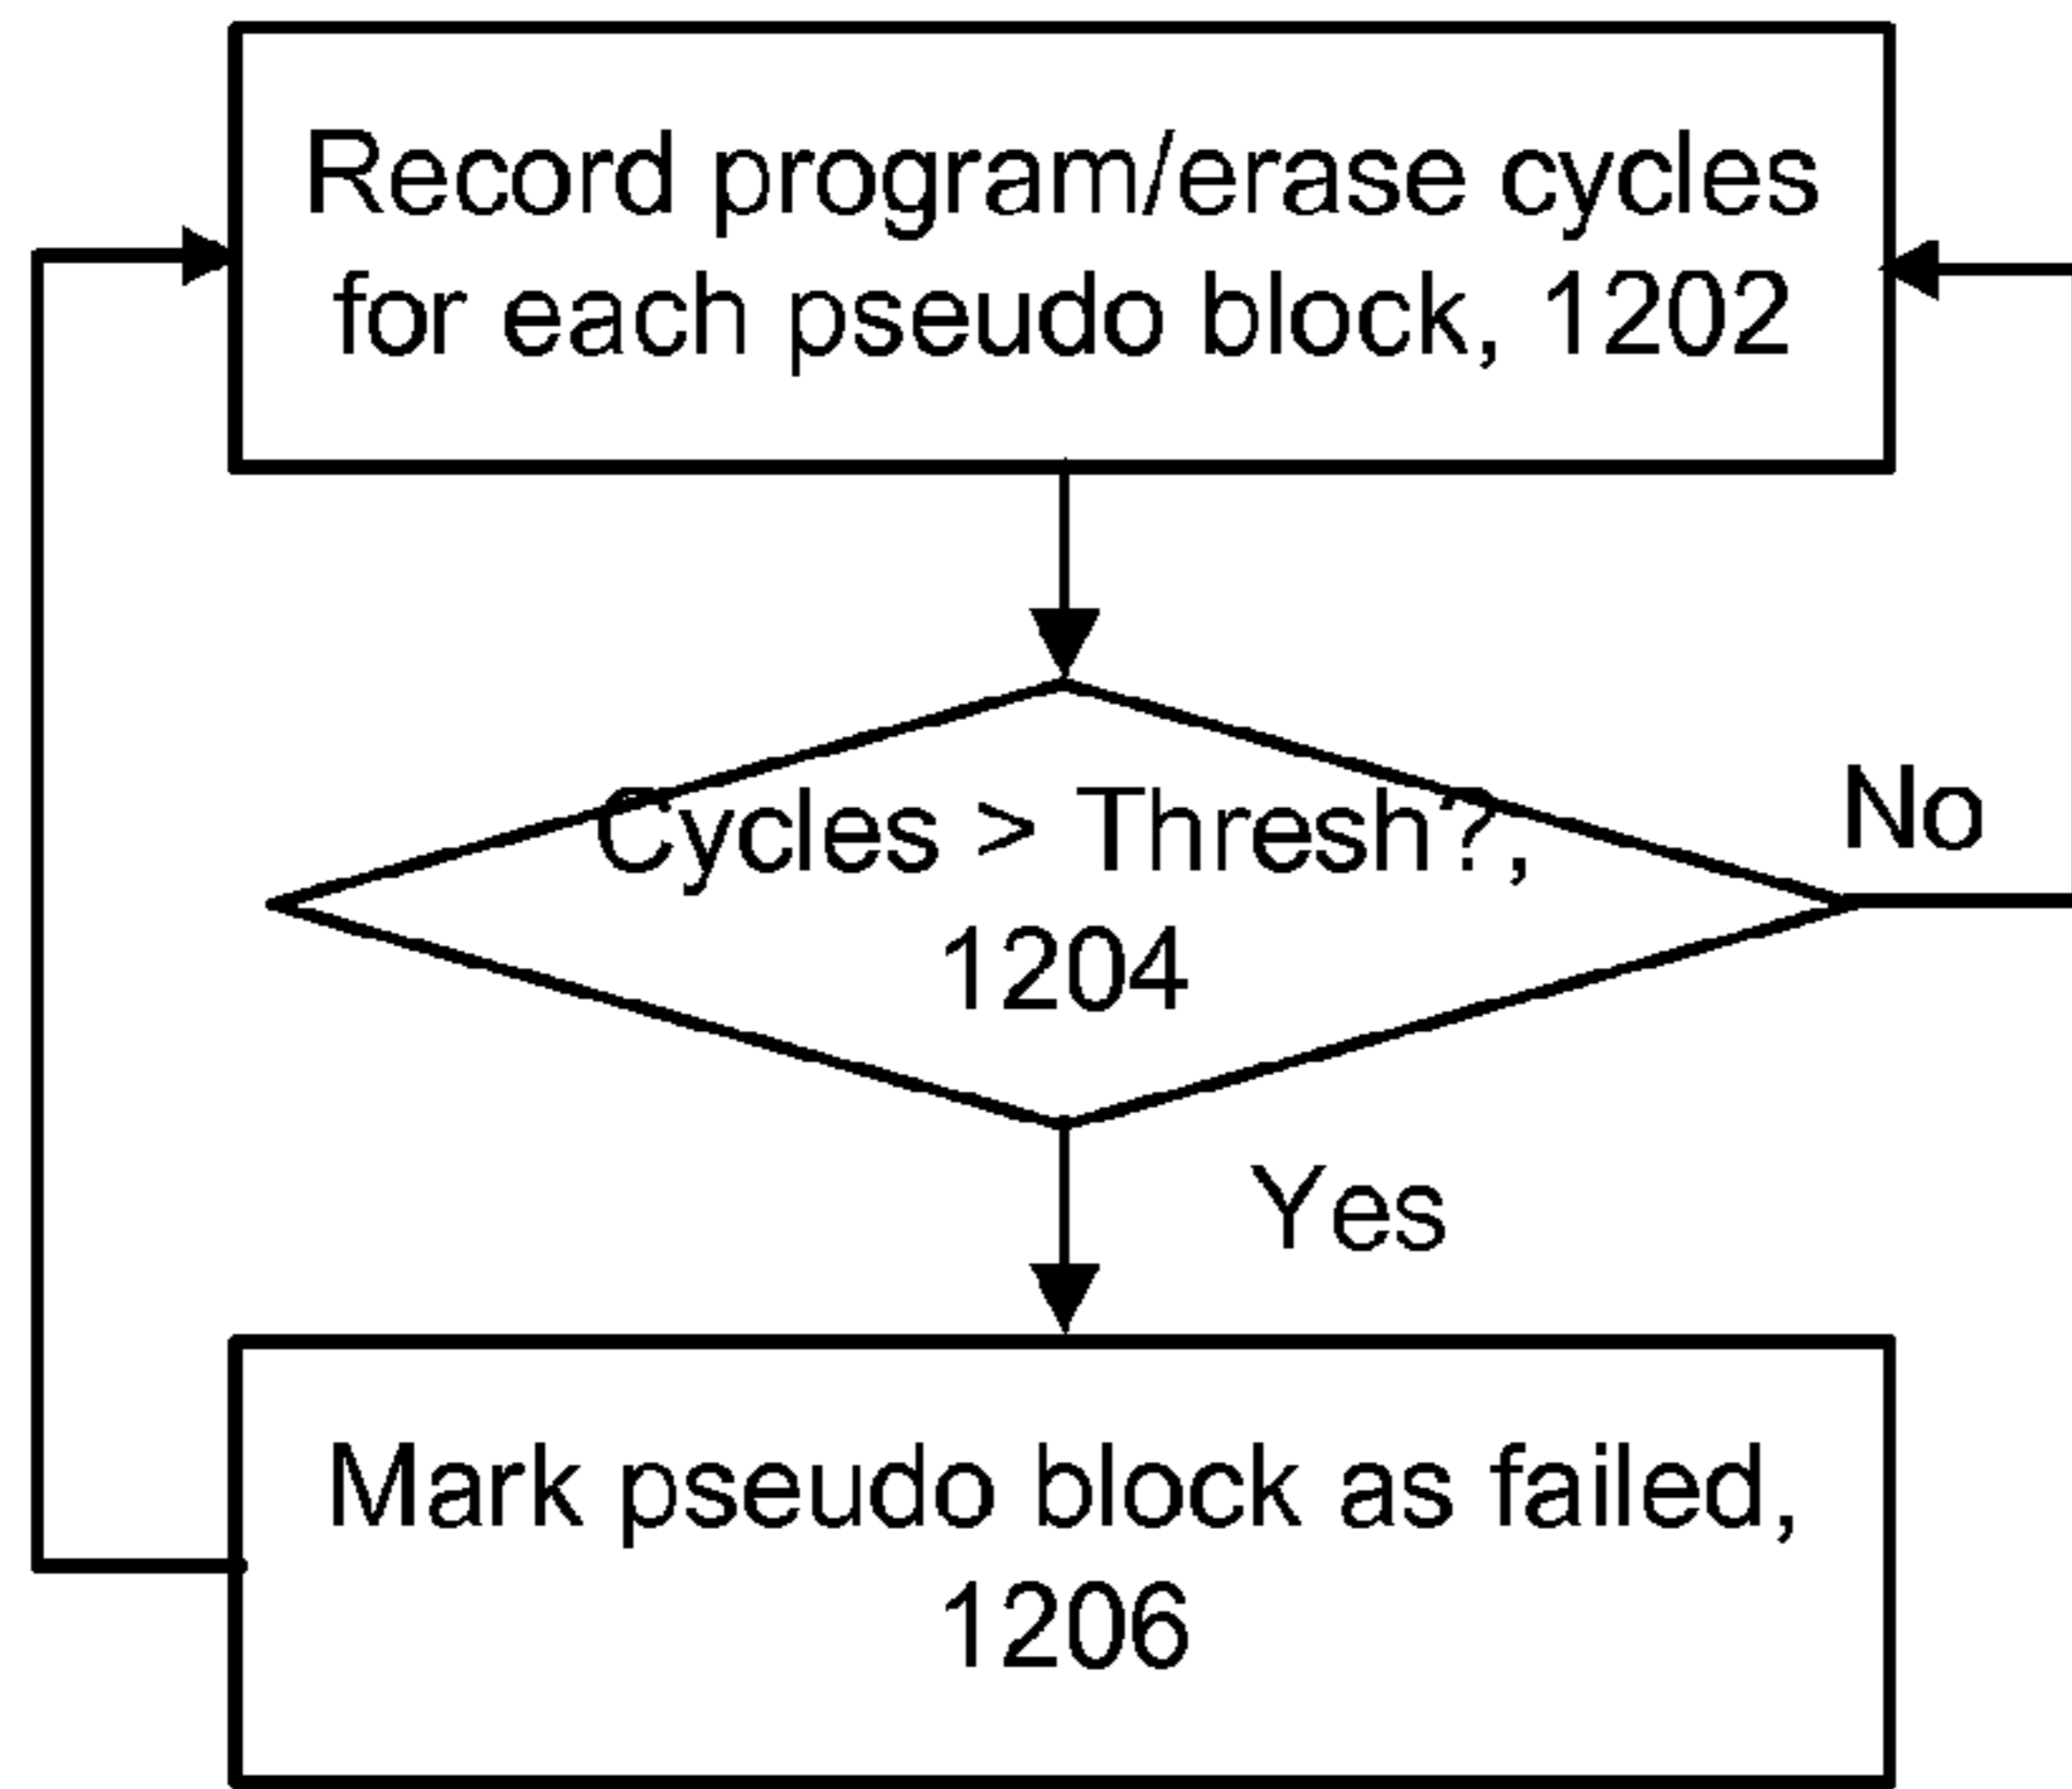 Record program/erase cycles
for each pseudo block, 1202
Cycles > Thresh?,
1204
No
Yes
Mark pseudo block as failed,
1206